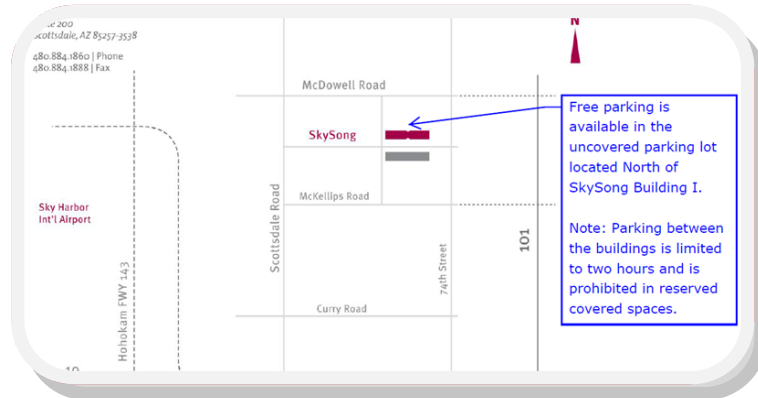 200
Scottsdale, AZ 85257-3538
480.884.1860 | Phone
480.884.1888 | Fax
N
McDowell Road
SkySong
McKellips Road
Sky Harbor
Int'l Airport
Hohokam FWY 143
Scottsdale Road
74th Street
101
Curry Road
10
Free parking is
available in the
uncovered parking lot
located North of
SkySong Building I.
Note: Parking between
the buildings is limited
to two hours and is
prohibited in reserved
covered spaces.